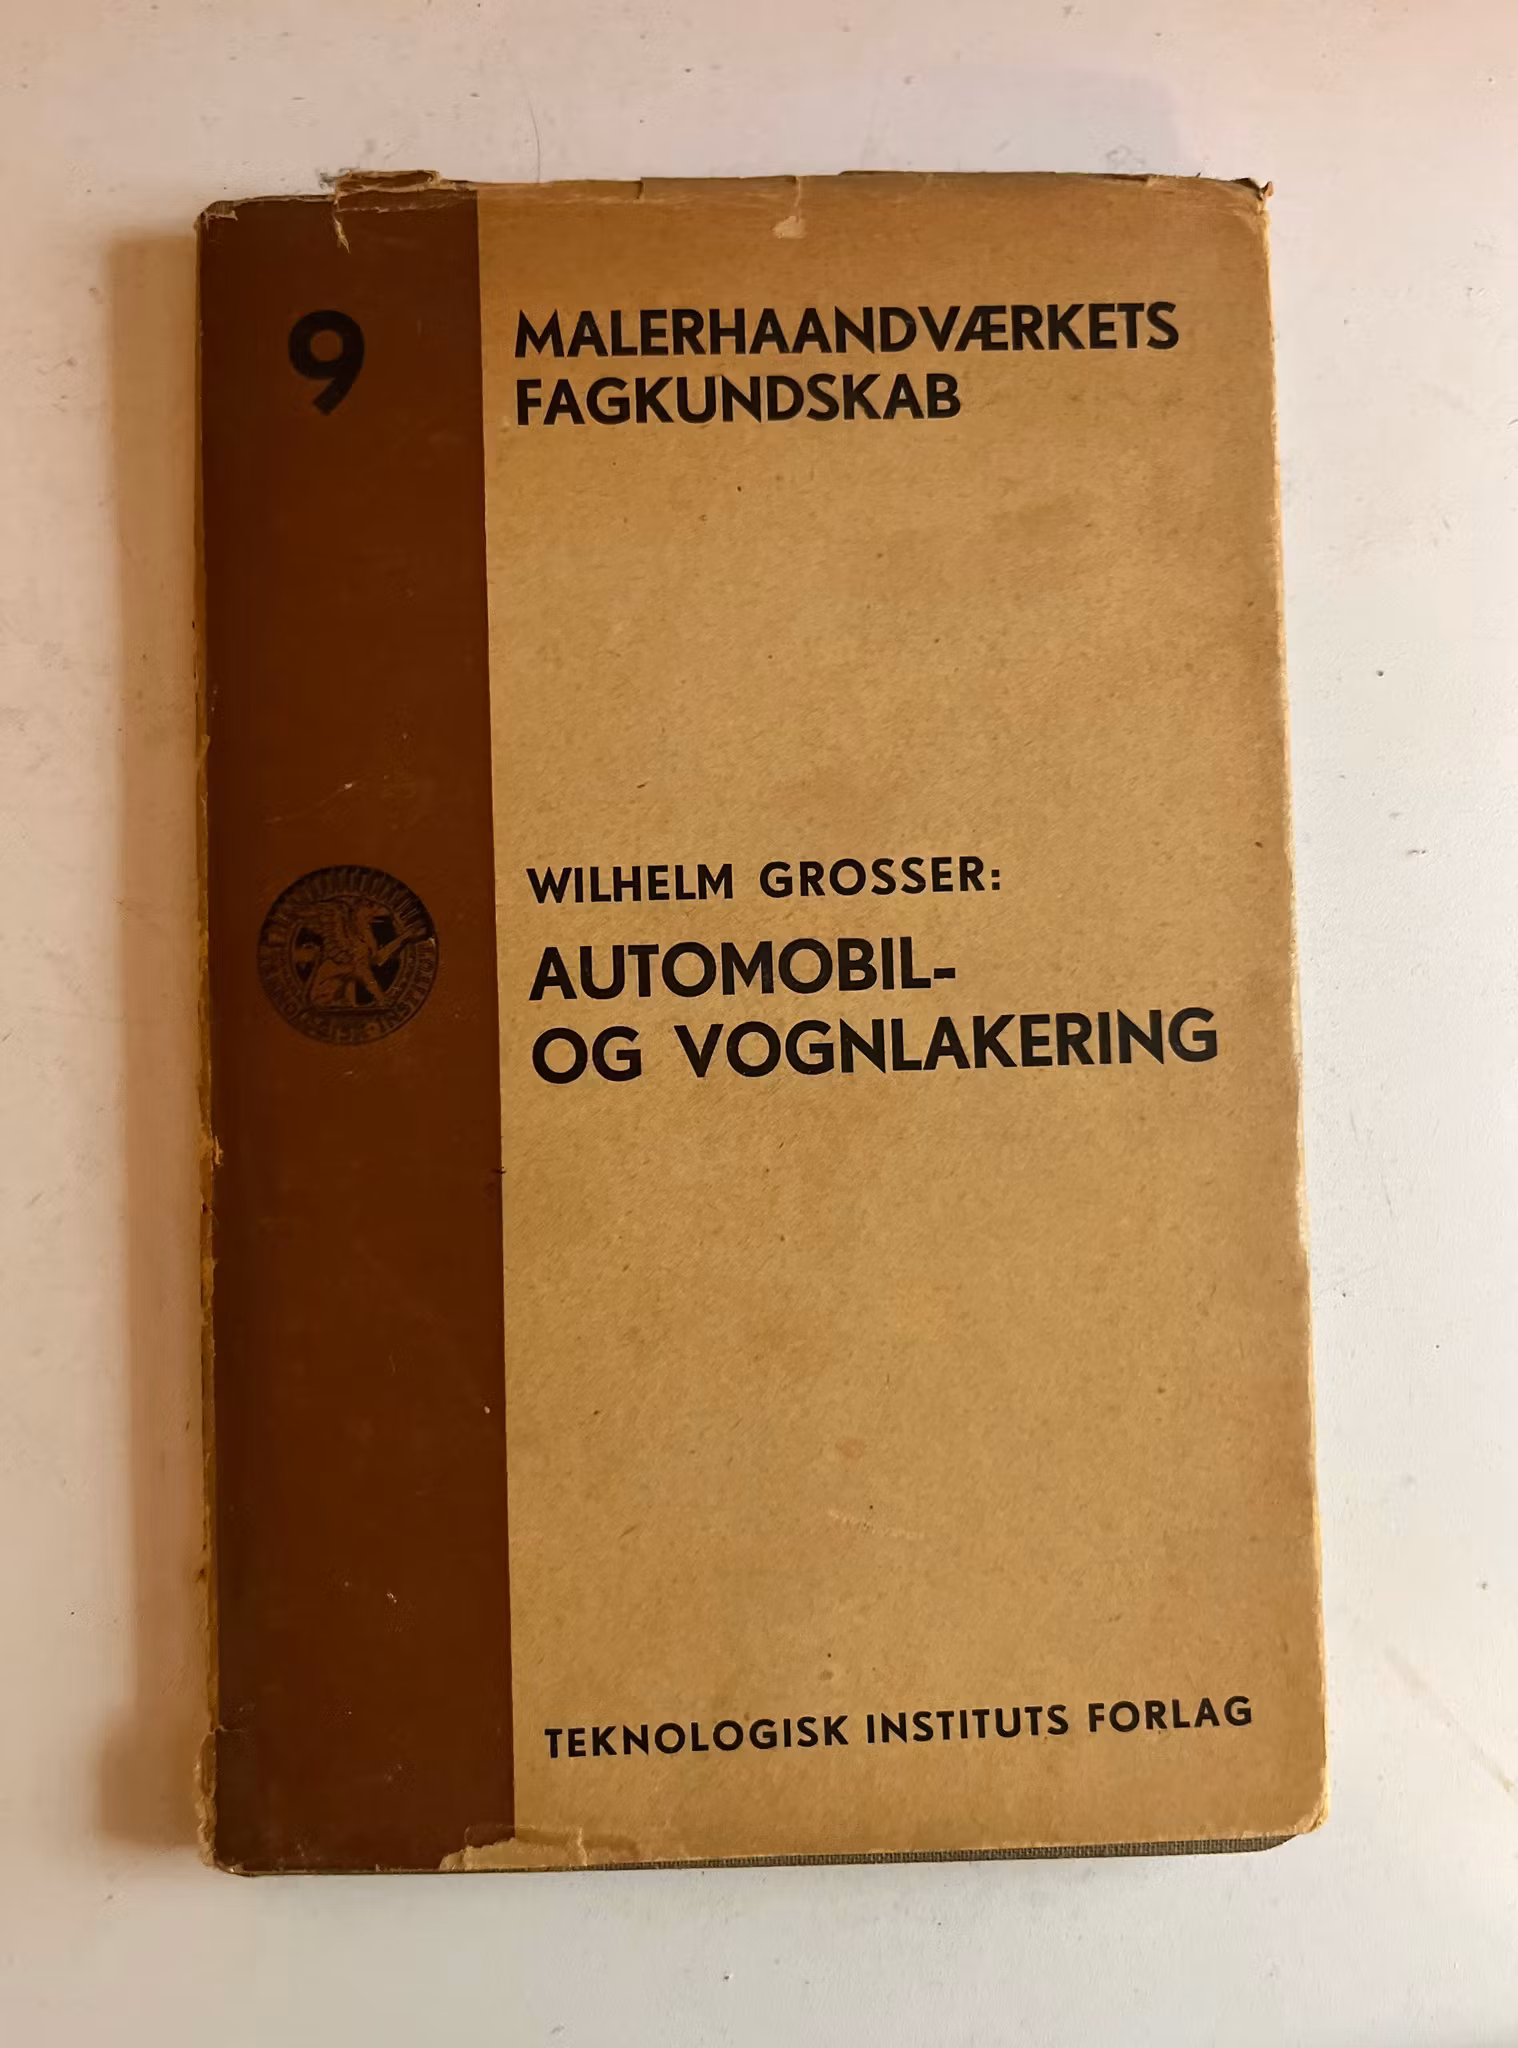 9
MALERHAANDVÆRKETS
FAGKUNDSKAB
WILHELM GROSSER:
AUTOMOBIL-
OG VOGNLAKERING
TEKNOLOGISK INSTITUTS FORLAG